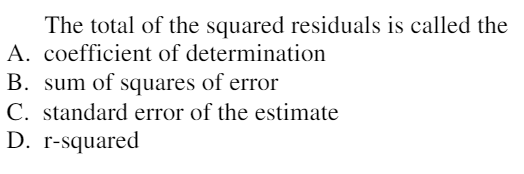 The total of the squared residuals is called the
A. coefficient of determination
B. sum of squares of error
C. standard error of the estimate
D. r-squared